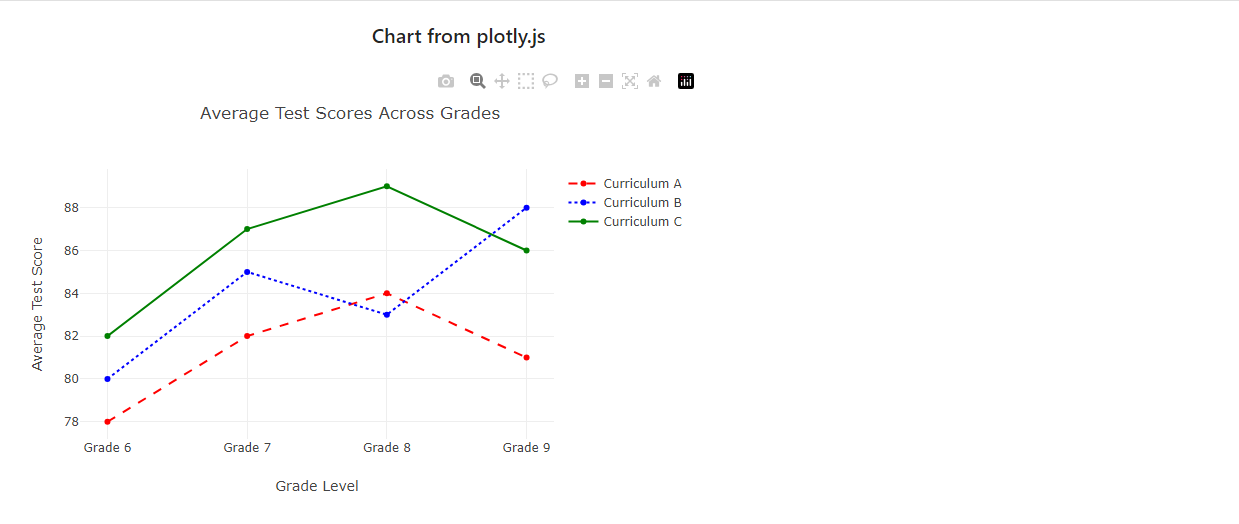 Chart from plotly.js
Average Test Scores Across Grades
Curriculum A
Curriculum B
Curriculum C
88
86
84
82
80
78
Average Test Score
Grade 6 Grade 7 Grade 8 Grade 9
Grade Level